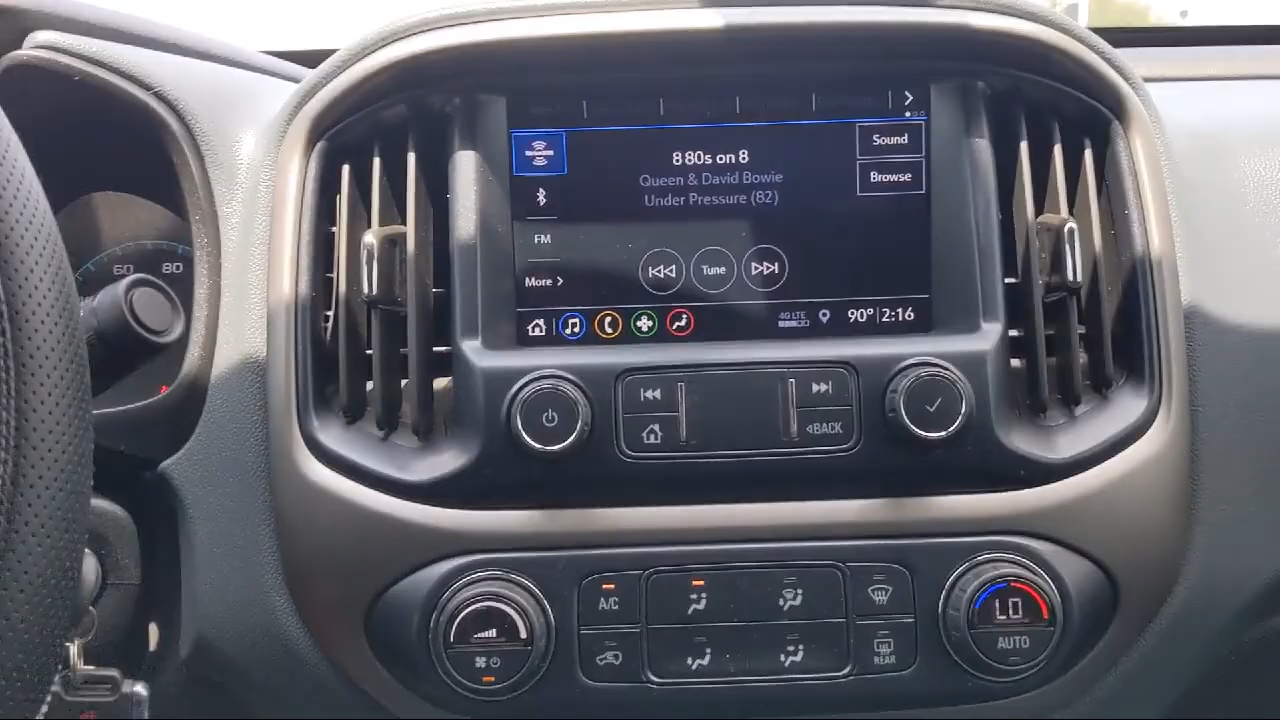 8 80s on 8
Sound
Queen & David Bowie
Browse
Under Pressure (82)
FM
Tune
More
4G LTE
90° 2:16
BACK
60
80
A/C
REAR
LO
AUTO